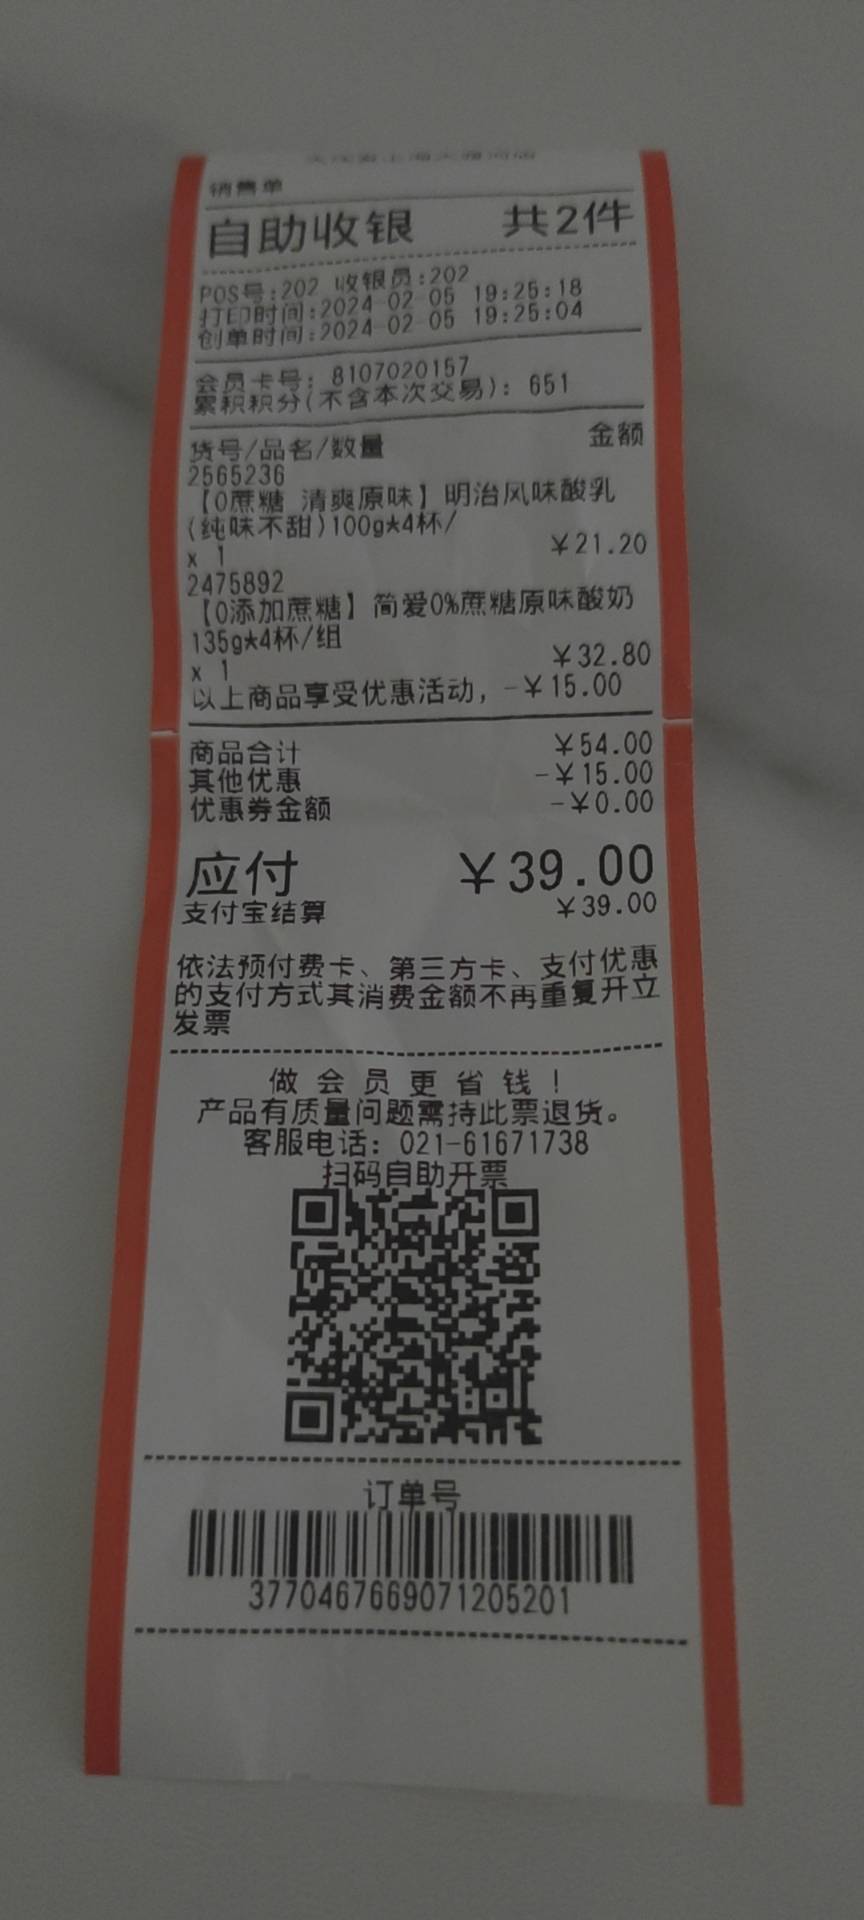 销售单
自助收银 共2件
POS号:202 收银员:202
打印时间:2024-02-05 19:25:18
创单时间:2024-02-05 19:25:04
会员卡号: 8107020157
累积积分(不含本次交易): 651
货号/品名/数量 金额
2565236
【0蔗糖 清爽原味】明治风味酸乳
(纯味不甜)100g*4杯/
x 1 ¥21.20
2475892
【0添加蔗糖】简爱0%蔗糖原味酸奶
135g*4杯/组
x 1 ¥32.80
以上商品享受优惠活动, -¥15.00
商品合计 ¥54.00
其他优惠 -¥15.00
优惠券金额 -¥0.00
应付 ¥39.00
支付宝结算 ¥39.00
依法预付费卡、第三方卡、支付优惠
的支付方式其消费金额不再重复开立
发票
做会员更省钱!
产品有质量问题需持此票退货。
客服电话: 021-61671738
扫码自助开票
订单号
3770467669071205201